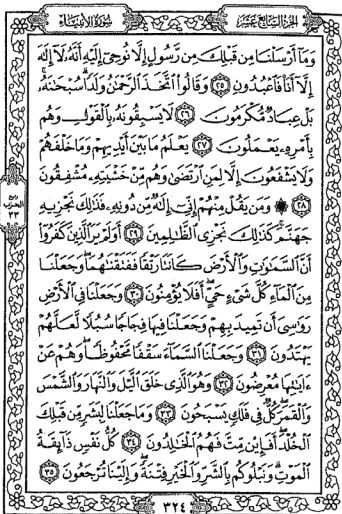 الجزء السابع عشر
سورة الأنبياء
وَمَا أَرْسَلْنَا مِن قَبْلِكَ مِن رَّسُولٍ إِلَّا نُوحِىٓ إِلَيْهِ أَنَّهُۥ لَآ إِلَٰهَ
إِلَّآ أَنَا۠ فَٱعْبُدُونِ ٢٥ وَقَالُوا۟ ٱتَّخَذَ ٱلرَّحْمَٰنُ وَلَدًا ۗ سُبْحَٰنَهُۥ ۚ
بَلْ عِبَادٌ مُّكْرَمُونَ ٢٦ لَا يَسْبِقُونَهُۥ بِٱلْقَوْلِ وَهُم
بِأَمْرِهِۦ يَعْمَلُونَ ٢٧ يَعْلَمُ مَا بَيْنَ أَيْدِيهِمْ وَمَا خَلْفَهُمْ
وَلَا يَشْفَعُونَ إِلَّا لِمَنِ ٱرْتَضَىٰ وَهُم مِّنْ خَشْيَتِهِۦ مُشْفِقُونَ
٢٨ ۞ وَمَن يَقُلْ مِنْهُمْ إِنِّىٓ إِلَٰهٌ مِّن دُونِهِۦ فَذَٰلِكَ نَجْزِيهِ
جَهَنَّمَ ۚ كَذَٰلِكَ نَجْزِى ٱلظَّٰلِمِينَ ٢٩ أَوَلَمْ يَرَ ٱلَّذِينَ كَفَرُوٓا۟
أَنَّ ٱلسَّمَٰوَٰتِ وَٱلْأَرْضَ كَانَتَا رَتْقًا فَفَتَقْنَٰهُمَا ۖ وَجَعَلْنَا
مِنَ ٱلْمَآءِ كُلَّ شَىْءٍ حَىٍّ ۖ أَفَلَا يُؤْمِنُونَ ٣٠ وَجَعَلْنَا فِى ٱلْأَرْضِ
رَوَٰسِىَ أَن تَمِيدَ بِهِمْ وَجَعَلْنَا فِيهَا فِجَاجًا سُبُلًا لَّعَلَّهُمْ
يَهْتَدُونَ ٣١ وَجَعَلْنَا ٱلسَّمَآءَ سَقْفًا مَّحْفُوظًا ۖ وَهُمْ عَنْ
ءَايَٰتِهَا مُعْرِضُونَ ٣٢ وَهُوَ ٱلَّذِى خَلَقَ ٱلَّيْلَ وَٱلنَّهَارَ وَٱلشَّمْسَ
وَٱلْقَمَرَ ۖ كُلٌّ فِى فَلَكٍ يَسْبَحُونَ ٣٣ وَمَا جَعَلْنَا لِبَشَرٍ مِّن قَبْلِكَ
ٱلْخُلْدَ ۖ أَفَإِي۟ن مِّتَّ فَهُمُ ٱلْخَٰلِدُونَ ٣٤ كُلُّ نَفْسٍ ذَآئِقَةُ
ٱلْمَوْتِ ۗ وَنَبْلُوكُم بِٱلشَّرِّ وَٱلْخَيْرِ فِتْنَةً ۖ وَإِلَيْنَا تُرْجَعُونَ ٣٥
٣٢٤